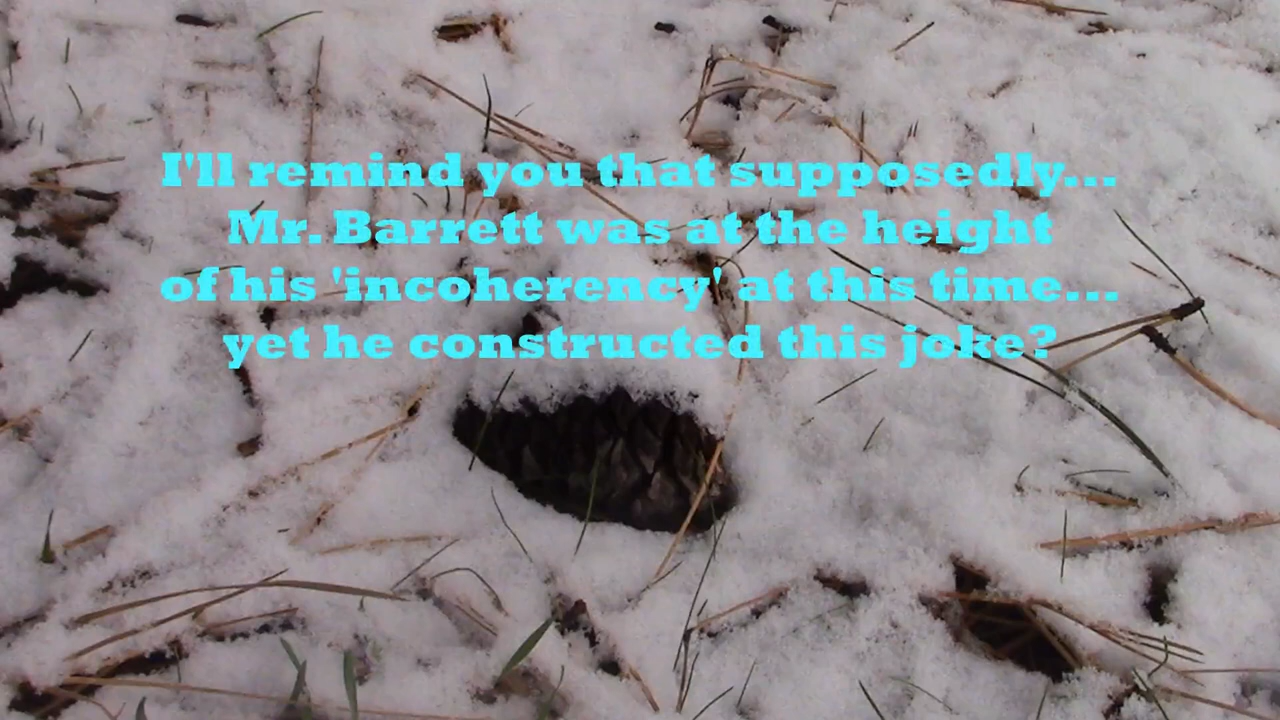 I'll remind you that supposedly...
Mr. Barrett was at the height
of his 'incoherency' at this time...
yet he constructed this joke?